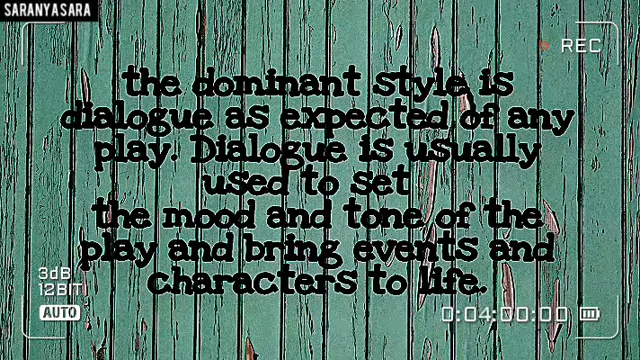 SARANYASARA
REC
the dominant style is
dialogue as expected of any
play. Dialogue is usually
used to set
the mood and tone of the
play and bring events and
characters to life.
3dB
12BIT
AUTO
0:04:00:00